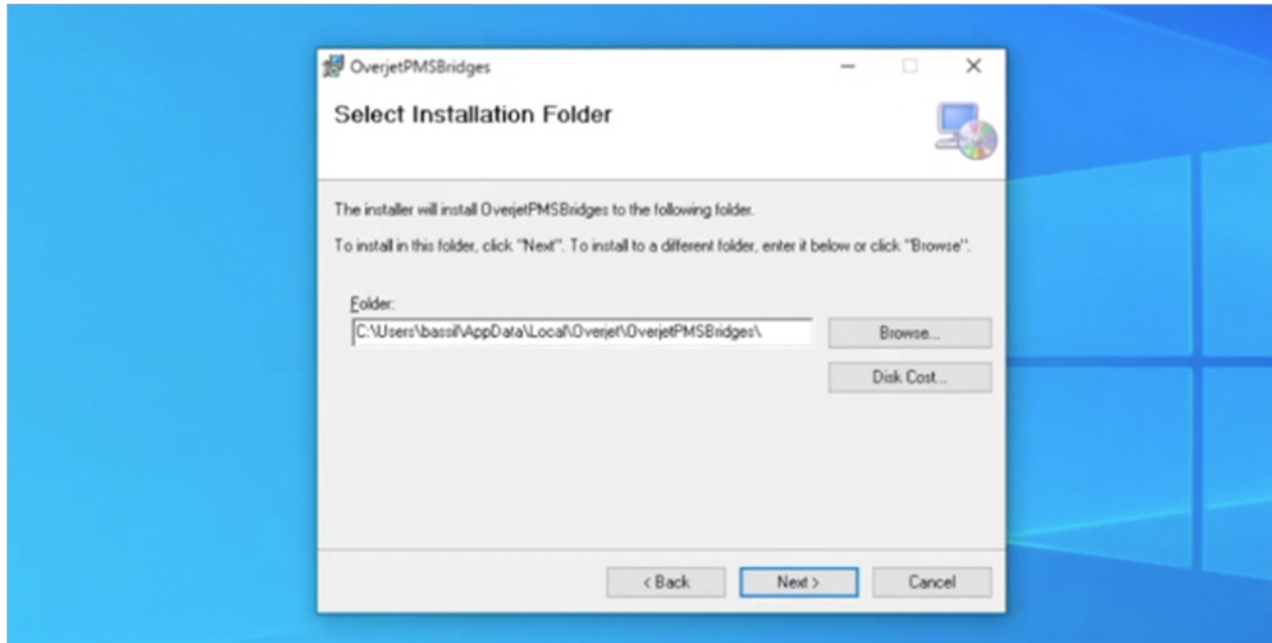 OverjetPMSBridges
Select Installation Folder
The installer will install OverjetPMSBridges to the following folder.
To install in this folder, click "Next". To install to a different folder, enter it below or click "Browse".
Folder:
C:\Users\bassil\AppData\Local\Overjet\OverjetPMSBridges\
Browse...
Disk Cost...
< Back
Next >
Cancel